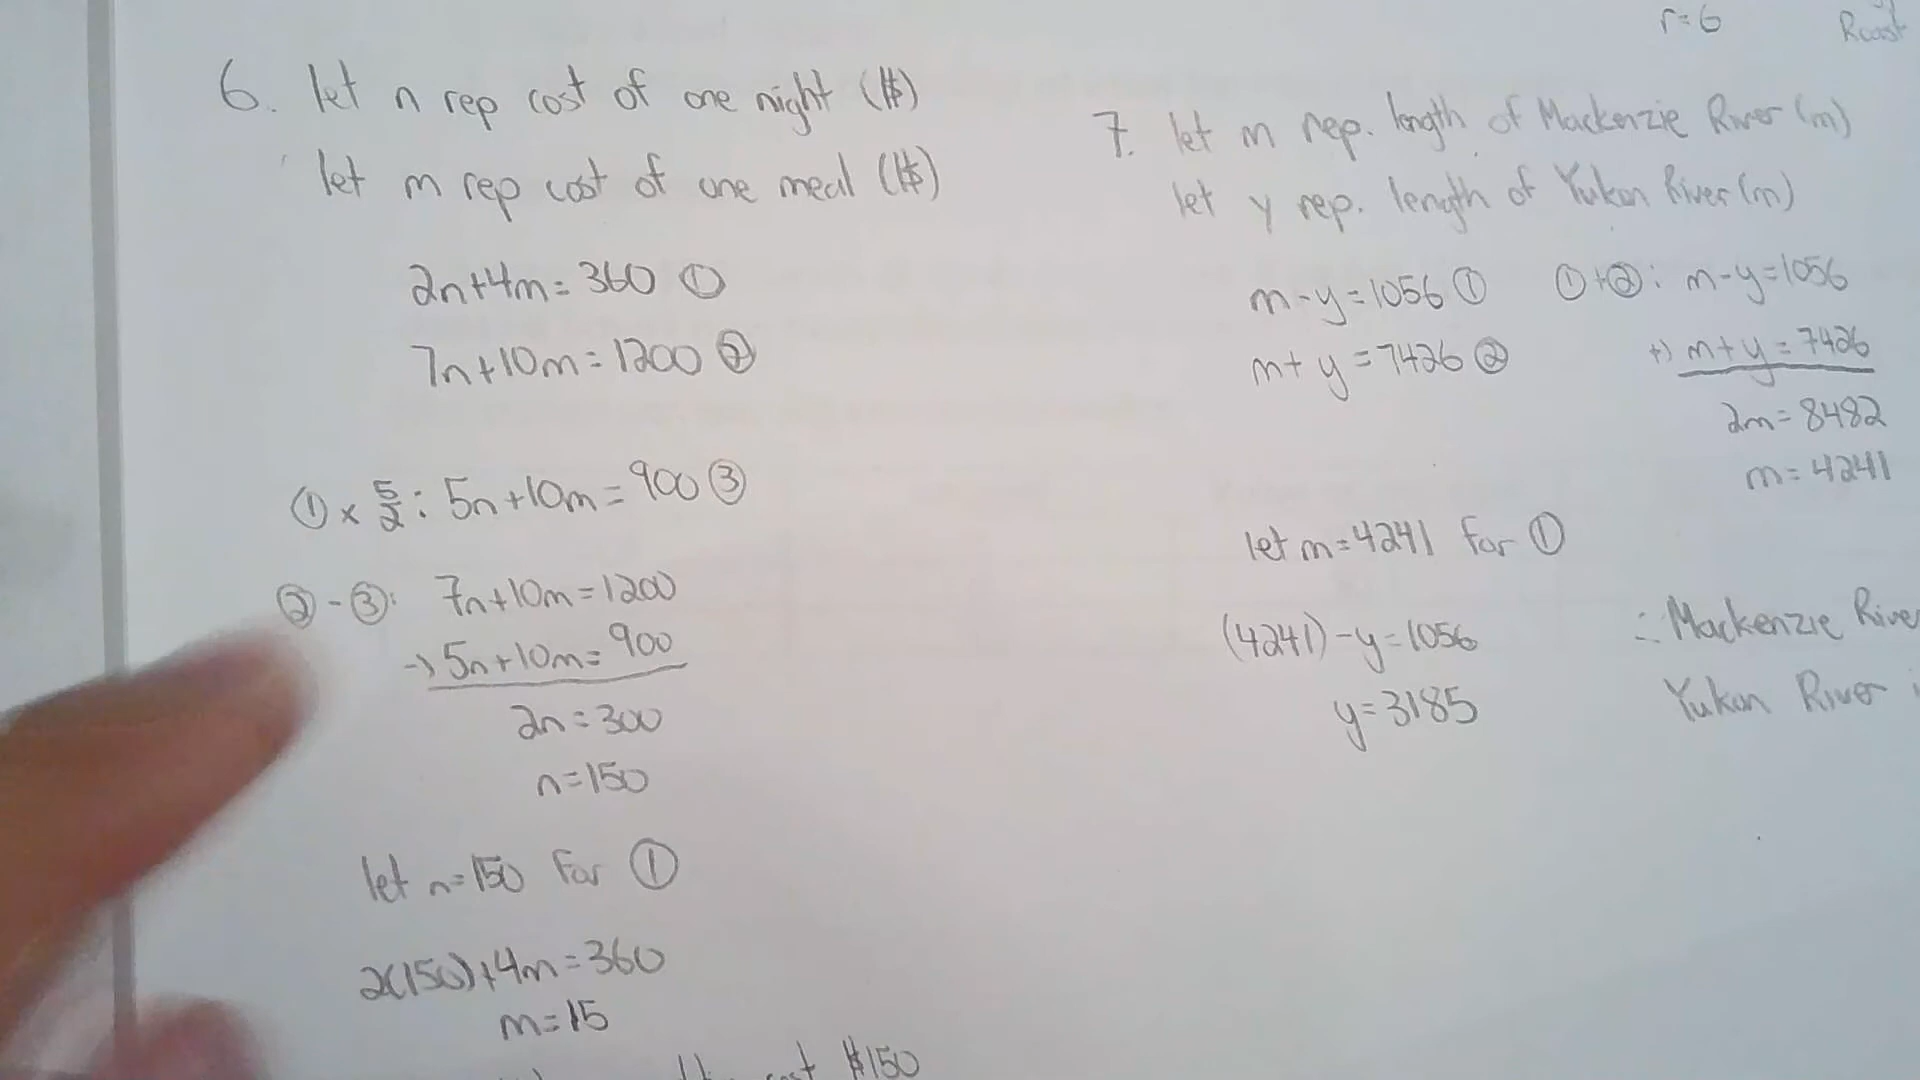 r=6
Roast
6. let n rep cost of one night ($)
let m rep cost of one meal ($)
2n+4m=360 ①
7n+10m=1200 ②
① x 5/2: 5n+10m=900 ③
②-③: 7n+10m=1200
-) 5n+10m=900
2n=300
n=150
let n=150 for ①
2(150)+4m=360
m=15
cost $150
7. let m rep. length of Mackenzie River (m)
let y rep. length of Yukon River (m)
m-y=1056 ①
m+y=7426 ②
①+②: m-y=1056
+) m+y=7426
2m=8482
m=4241
let m=4241 for ①
(4241)-y=1056
y=3185
∴ Mackenzie River
Yukon River